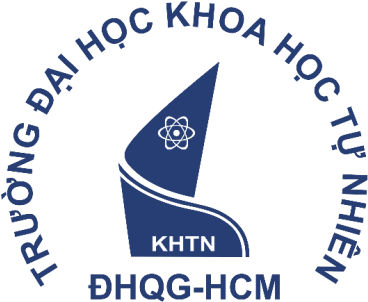 TRƯỜNG ĐẠI HỌC KHOA HỌC TỰ NHIÊN
KHTN
ĐHQG-HCM